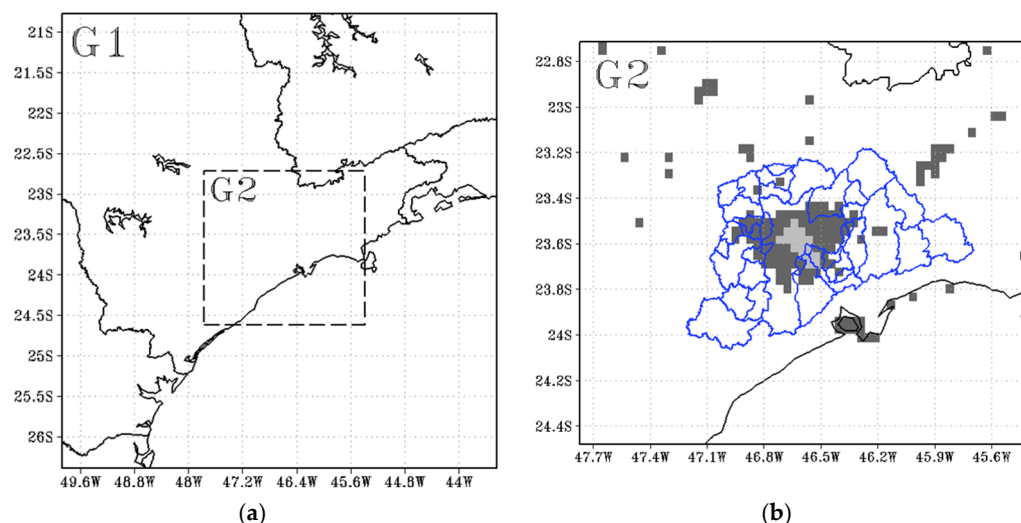 G1
21S
21.5S
22S
22.5S
23S
23.5S
24S
24.5S
25S
25.5S
26S
G2
49.6W 48.8W 48W 47.2W 46.4W 45.6W 44.8W 44W
(a)
G2
22.8S
23S
23.2S
23.4S
23.6S
23.8S
24S
24.2S
24.4S
47.7W 47.4W 47.1W 46.8W 46.5W 46.2W 45.9W 45.6W
(b)